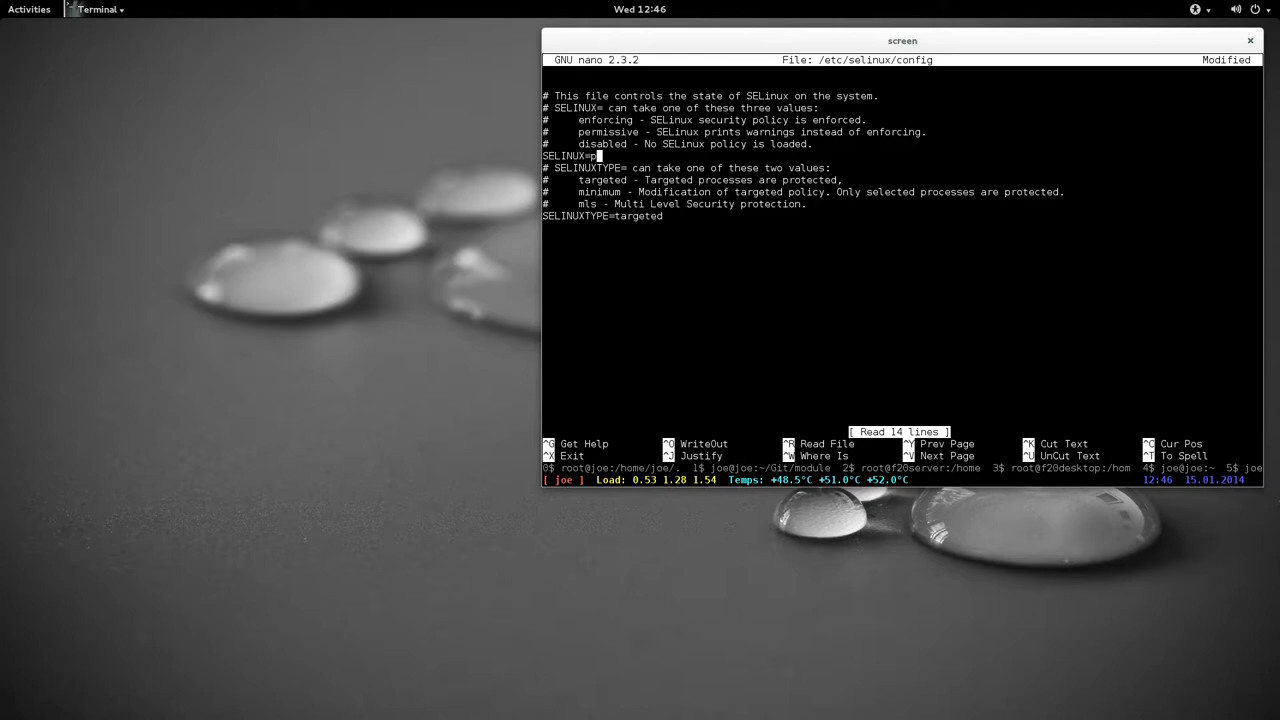 Activities Terminal Wed 12:46
screen ×
GNU nano 2.3.2 File: /etc/selinux/config Modified
# This file controls the state of SELinux on the system.
# SELINUX= can take one of these three values:
# enforcing - SELinux security policy is enforced.
# permissive - SELinux prints warnings instead of enforcing.
# disabled - No SELinux policy is loaded.
SELINUX=p
# SELINUXTYPE= can take one of these two values:
# targeted - Targeted processes are protected,
# minimum - Modification of targeted policy. Only selected processes are protected.
# mls - Multi Level Security protection.
SELINUXTYPE=targeted
[ Read 14 lines ]
^G Get Help ^O WriteOut ^R Read File ^Y Prev Page ^K Cut Text ^C Cur Pos
^X Exit ^J Justify ^W Where Is ^V Next Page ^U UnCut Text ^T To Spell
0$ root@joe:/home/joe/. 1$ joe@joe:~/Git/module 2$ root@f20server:/home 3$ root@f20desktop:/hom 4$ joe@joe:~ 5$ joe
[ joe ] Load: 0.53 1.28 1.54 Temps: +48.5°C +51.0°C +52.0°C 12:46 15.01.2014